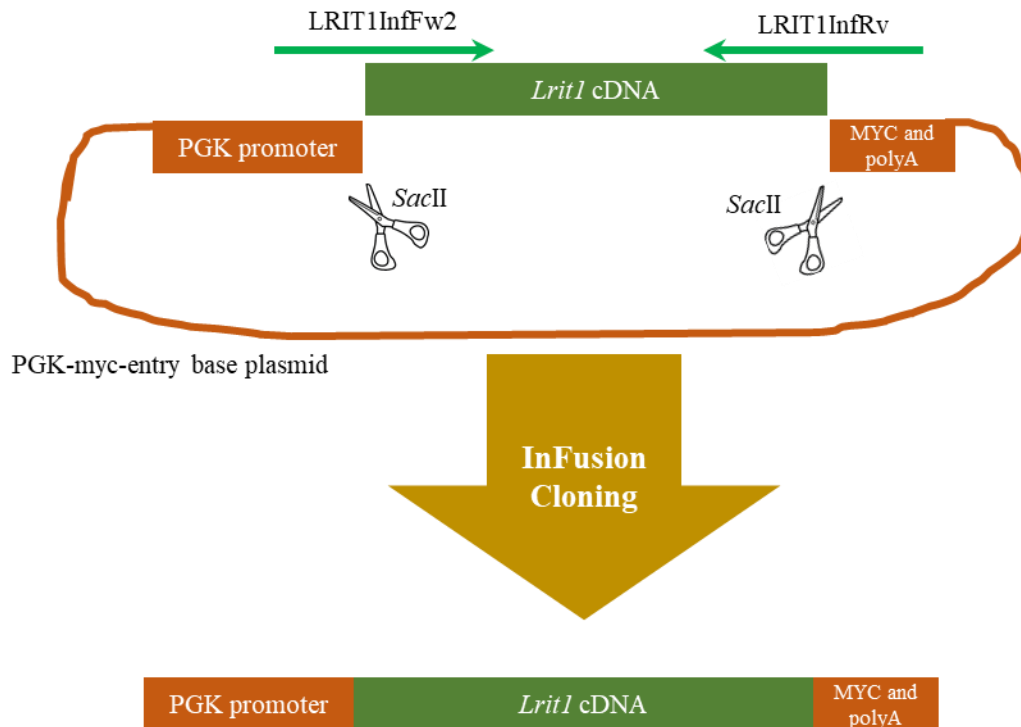 LRIT1InfFw2
LRIT1InfRv
Lrit1 cDNA
PGK promoter
MYC and
polyA
SacII
SacII
PGK-myc-entry base plasmid
InFusion
Cloning
PGK promoter
Lrit1 cDNA
MYC and
polyA